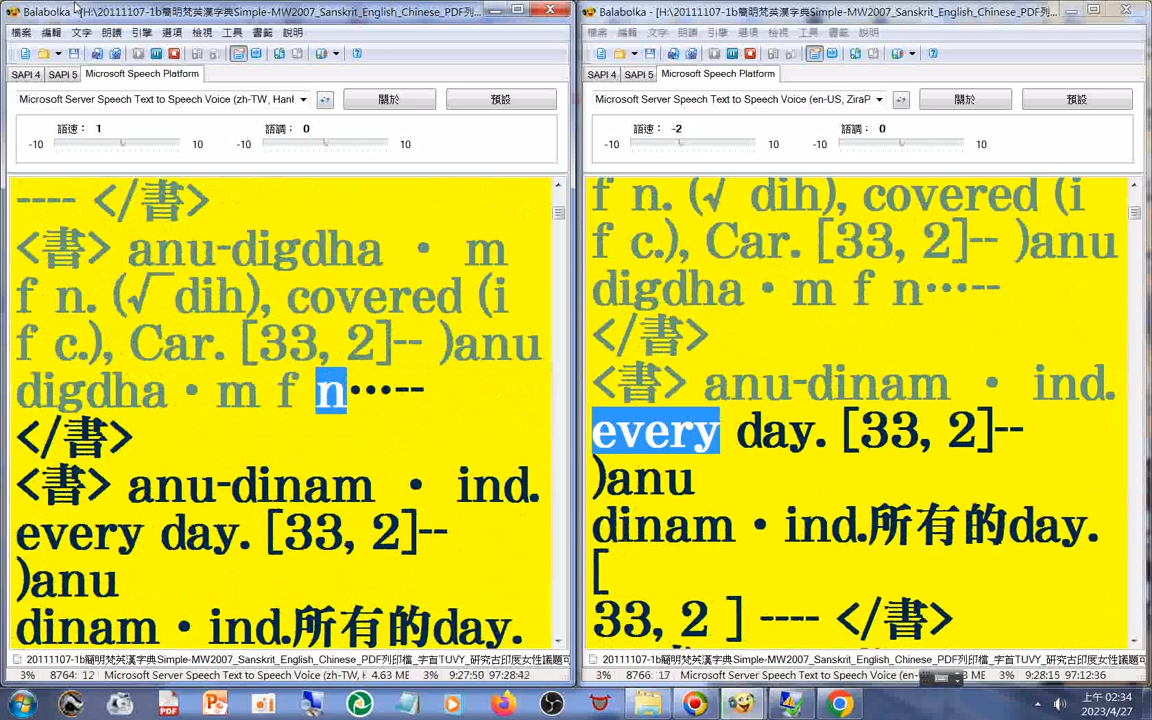 Balabolka - [H:\20111107-1b簡明梵英漢字典Simple-MW2007_Sanskrit_English_Chinese_PDF列...
檔案 編輯 文字 朗讀 引擎 選項 檢視 工具 書籤 說明
SAPI 4 SAPI 5 Microsoft Speech Platform
Microsoft Server Speech Text to Speech Voice (zh-TW, Hanl
關於 預設
語速： 1 語調： 0
-10 10 -10 10
---- </書>
<書> anu-digdha • m
f n. (√ dih), covered (i
f c.), Car. [33, 2]-- )anu
digdha • m f n•••--
</書>
<書> anu-dinam • ind.
every day. [33, 2]--
)anu
dinam • ind.所有的day.
20111107-1b簡明梵英漢字典Simple-MW2007_Sanskrit_English_Chinese_PDF列印檔_字首TUVY_研究古印度女性議題可
3% 8764: 12 Microsoft Server Speech Text to Speech Voice (zh-TW, H 4.63 MB 3% 9:27:50 97:28:42
Balabolka - [H:\20111107-1b簡明梵英漢字典Simple-MW2007_Sanskrit_English_Chinese_PDF列印...
檔案 編輯 文字 朗讀 引擎 選項 檢視 工具 書籤 說明
SAPI 4 SAPI 5 Microsoft Speech Platform
Microsoft Server Speech Text to Speech Voice (en-US, ZiraP
關於 預設
語速： -2 語調： 0
-10 10 -10 10
f n. (√ dih), covered (i
f c.), Car. [33, 2]-- )anu
digdha • m f n•••--
</書>
<書> anu-dinam • ind.
every day. [33, 2]--
)anu
dinam • ind.所有的day.
[
33, 2 ] ---- </書>
20111107-1b簡明梵英漢字典Simple-MW2007_Sanskrit_English_Chinese_PDF列印檔_字首TUVY_研究古印度女性議題可
3% 8766: 17 Microsoft Server Speech Text to Speech Voice 3% 9:28:15 97:12:36
上午 02:34
2023/4/27